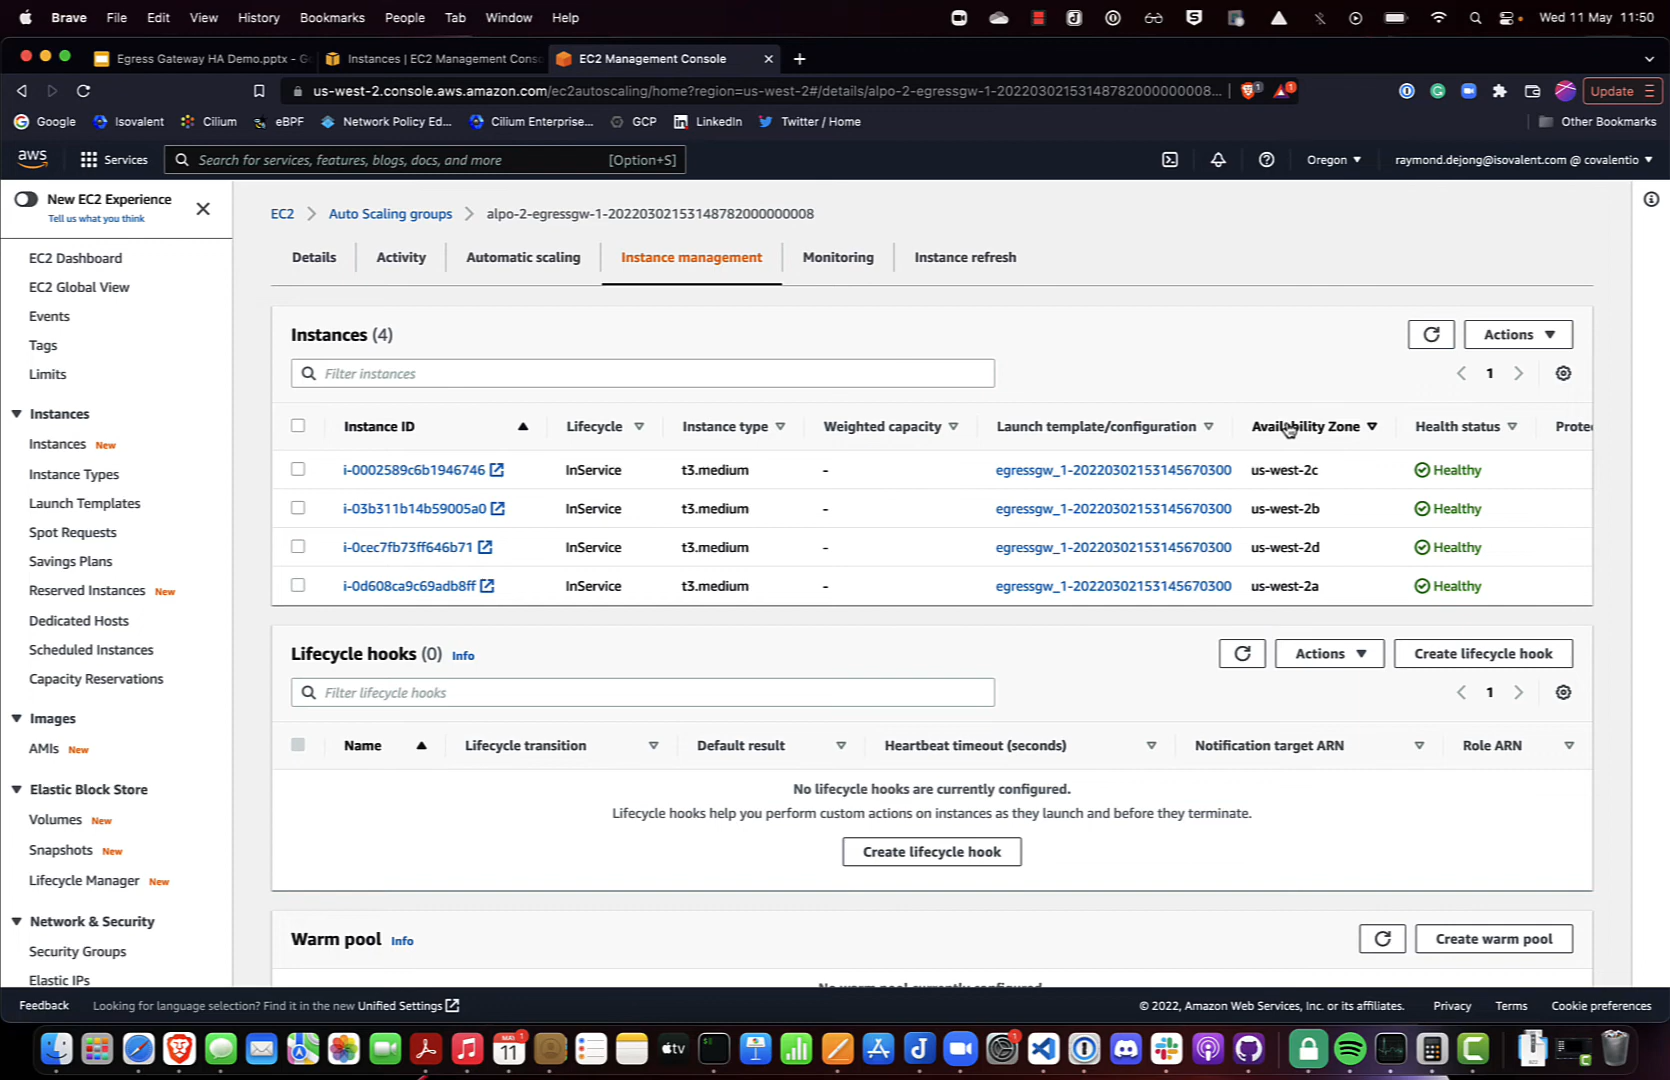 Brave File Edit View History Bookmarks People Tab Window Help Wed 11 May 11:50
Egress Gateway HA Demo.pptx - G Instances | EC2 Management Conso EC2 Management Console
us-west-2.console.aws.amazon.com/ec2autoscaling/home?region=us-west-2#/details/alpo-2-egressgw-1-20220302153148782000000008... Update
Google Isovalent Cilium eBPF Network Policy Ed... Cilium Enterprise... GCP LinkedIn Twitter / Home Other Bookmarks
aws Services Search for services, features, blogs, docs, and more [Option+S] Oregon raymond.dejong@isovalent.com @ covalentio
New EC2 Experience
Tell us what you think
EC2 Dashboard
EC2 Global View
Events
Tags
Limits
Instances
Instances New
Instance Types
Launch Templates
Spot Requests
Savings Plans
Reserved Instances New
Dedicated Hosts
Scheduled Instances
Capacity Reservations
Images
AMIs New
Elastic Block Store
Volumes New
Snapshots New
Lifecycle Manager New
Network & Security
Security Groups
Elastic IPs
EC2 Auto Scaling groups alpo-2-egressgw-1-20220302153148782000000008
Details Activity Automatic scaling Instance management Monitoring Instance refresh
Instances (4) Actions
Filter instances 1
Instance ID Lifecycle Instance type Weighted capacity Launch template/configuration Availability Zone Health status Protec
i-0002589c6b1946746 InService t3.medium - egressgw_1-20220302153145670300 us-west-2c Healthy
i-03b311b14b59005a0 InService t3.medium - egressgw_1-20220302153145670300 us-west-2b Healthy
i-0cec7fb73ff646b71 InService t3.medium - egressgw_1-20220302153145670300 us-west-2d Healthy
i-0d608ca9c69adb8ff InService t3.medium - egressgw_1-20220302153145670300 us-west-2a Healthy
Lifecycle hooks (0) Info Actions Create lifecycle hook
Filter lifecycle hooks 1
Name Lifecycle transition Default result Heartbeat timeout (seconds) Notification target ARN Role ARN
No lifecycle hooks are currently configured.
Lifecycle hooks help you perform custom actions on instances as they launch and before they terminate.
Create lifecycle hook
Warm pool Info Create warm pool
Feedback Looking for language selection? Find it in the new Unified Settings © 2022, Amazon Web Services, Inc. or its affiliates. Privacy Terms Cookie preferences